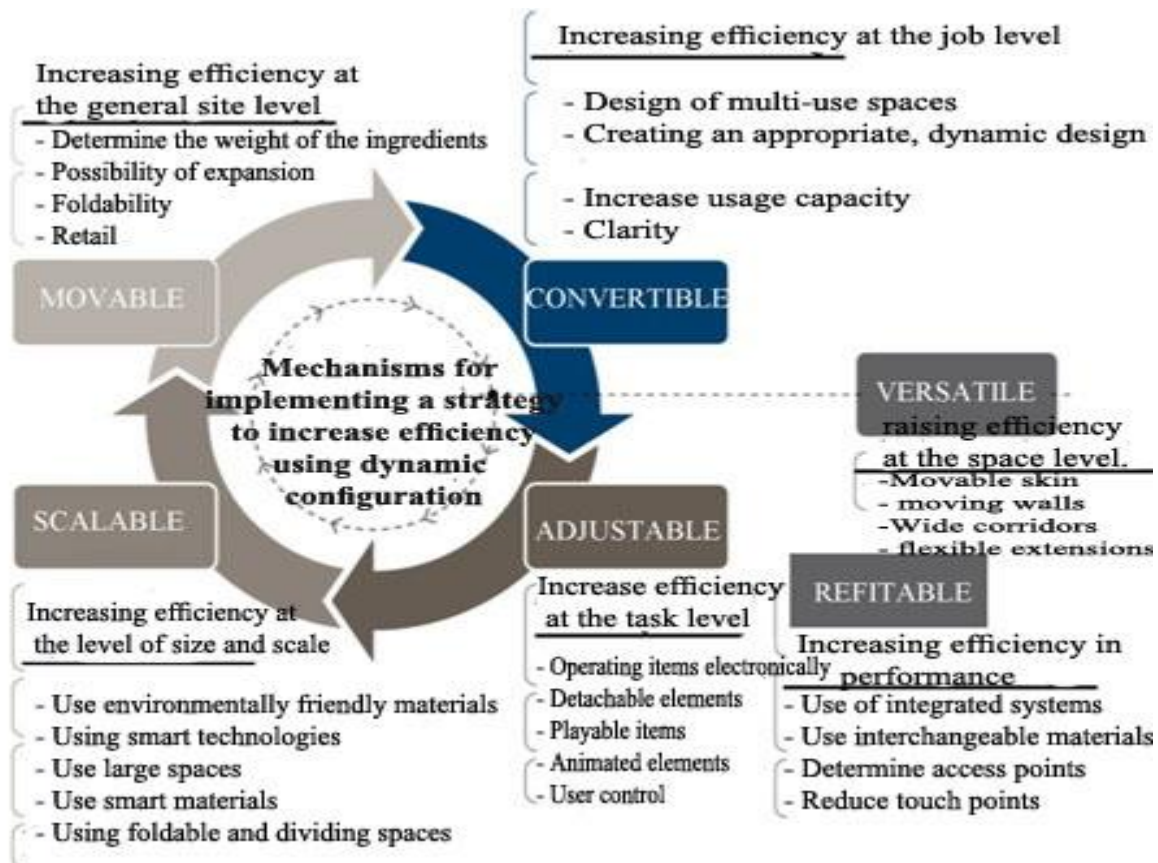 Increasing efficiency at
the general site level
- Determine the weight of the ingredients
- Possibility of expansion
- Foldability
- Retail
MOVABLE
Increasing efficiency at the job level
- Design of multi-use spaces
- Creating an appropriate, dynamic design
- Increase usage capacity
- Clarity
CONVERTIBLE
Mechanisms for
implementing a strategy
to increase efficiency
using dynamic
configuration
VERSATILE
raising efficiency
at the space level.
-Movable skin
- moving walls
-Wide corridors
- flexible extensions
SCALABLE
Increasing efficiency at
the level of size and scale
- Use environmentally friendly materials
- Using smart technologies
- Use large spaces
- Use smart materials
- Using foldable and dividing spaces
ADJUSTABLE
Increase efficiency
at the task level
- Operating items electronically
- Detachable elements
- Playable items
- Animated elements
- User control
REFITABLE
Increasing efficiency in
performance
- Use of integrated systems
- Use interchangeable materials
- Determine access points
- Reduce touch points